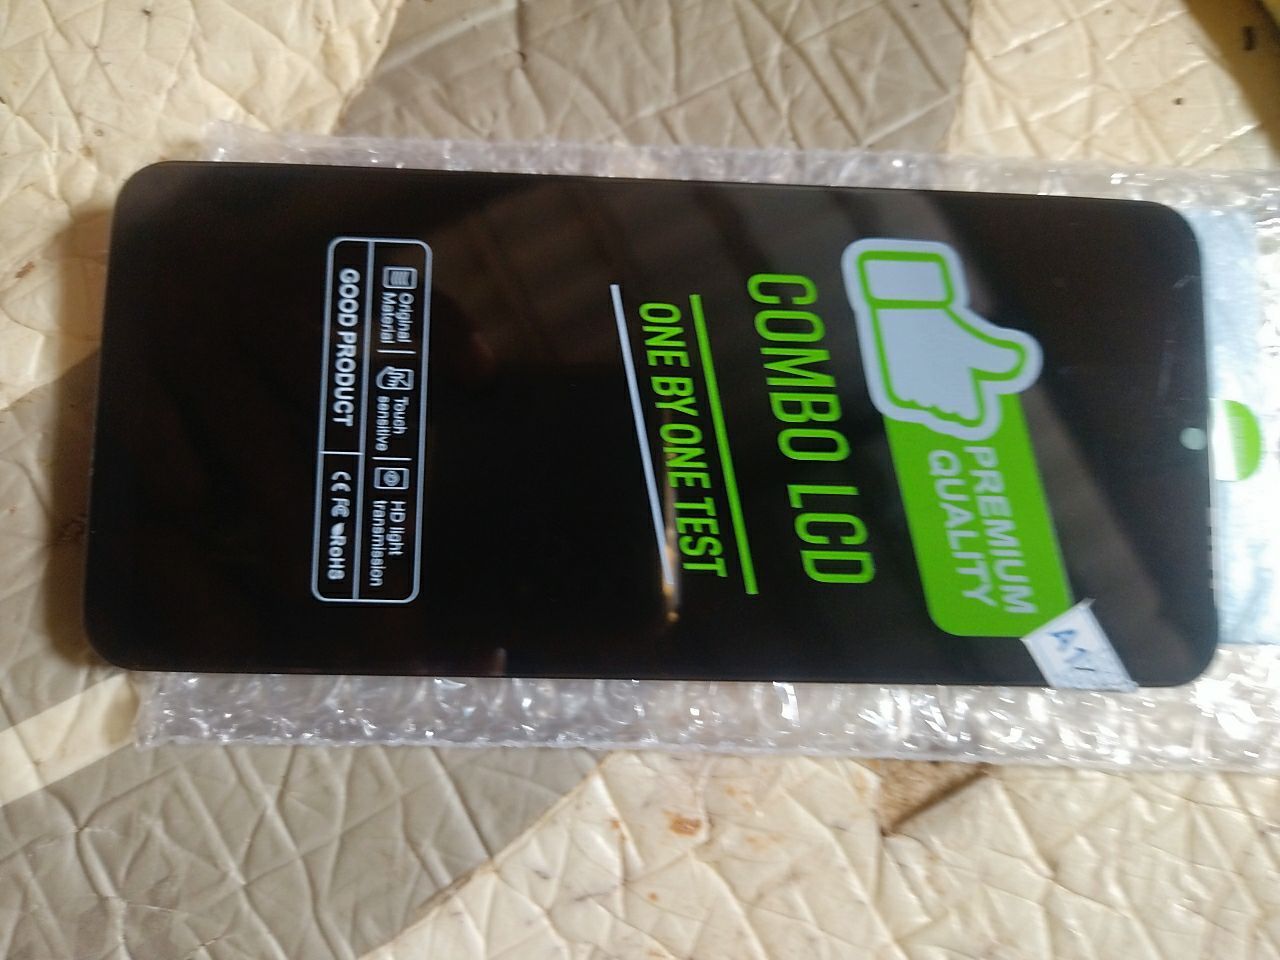 PREMIUM
QUALITY
COMBO LCD
ONE BY ONE TEST
Original
Material
Touch
sensitive
HD light
transmission
GOOD PRODUCT
CE FC RoHS